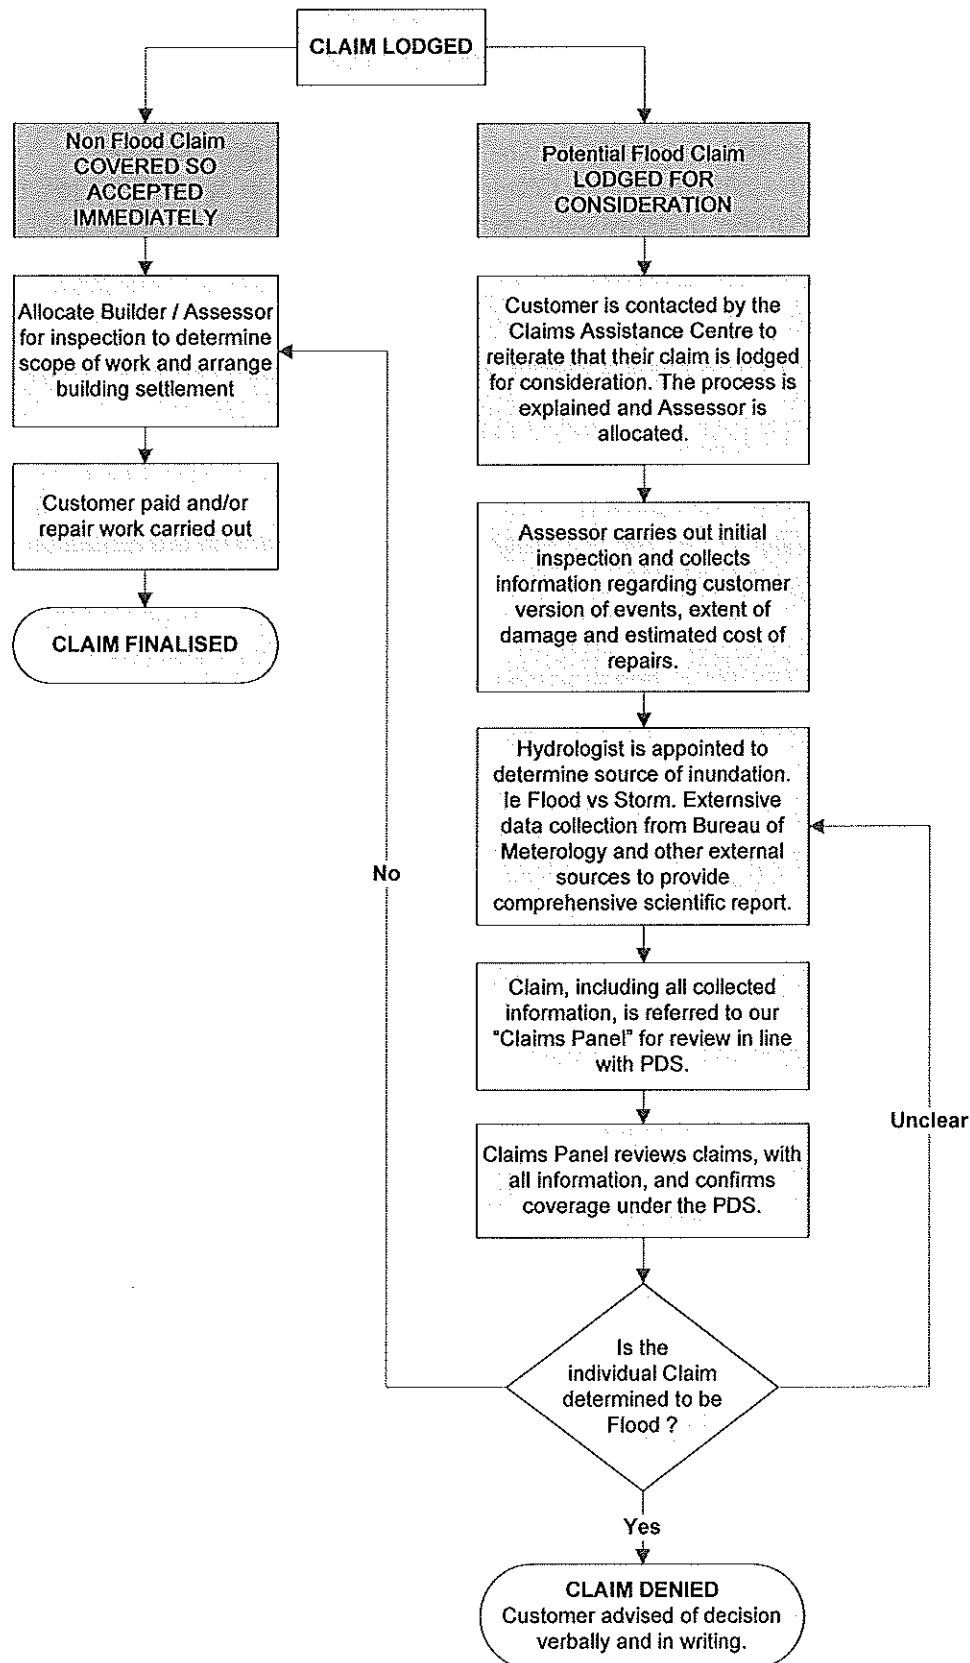 CLAIM LODGED
Non Flood Claim
COVERED SO
ACCEPTED
IMMEDIATELY
Allocate Builder / Assessor
for inspection to determine
scope of work and arrange
building settlement
Customer paid and/or
repair work carried out
CLAIM FINALISED
Potential Flood Claim
LODGED FOR
CONSIDERATION
Customer is contacted by the
Claims Assistance Centre to
reiterate that their claim is lodged
for consideration. The process is
explained and Assessor is
allocated.
Assessor carries out initial
inspection and collects
information regarding customer
version of events, extent of
damage and estimated cost of
repairs.
Hydrologist is appointed to
determine source of inundation.
Ie Flood vs Storm. Externsive
data collection from Bureau of
Meterology and other external
sources to provide
comprehensive scientific report.
Claim, including all collected
information, is referred to our
"Claims Panel" for review in line
with PDS.
Claims Panel reviews claims, with
all information, and confirms
coverage under the PDS.
Is the
individual Claim
determined to be
Flood ?
No
Unclear
Yes
CLAIM DENIED
Customer advised of decision
verbally and in writing.